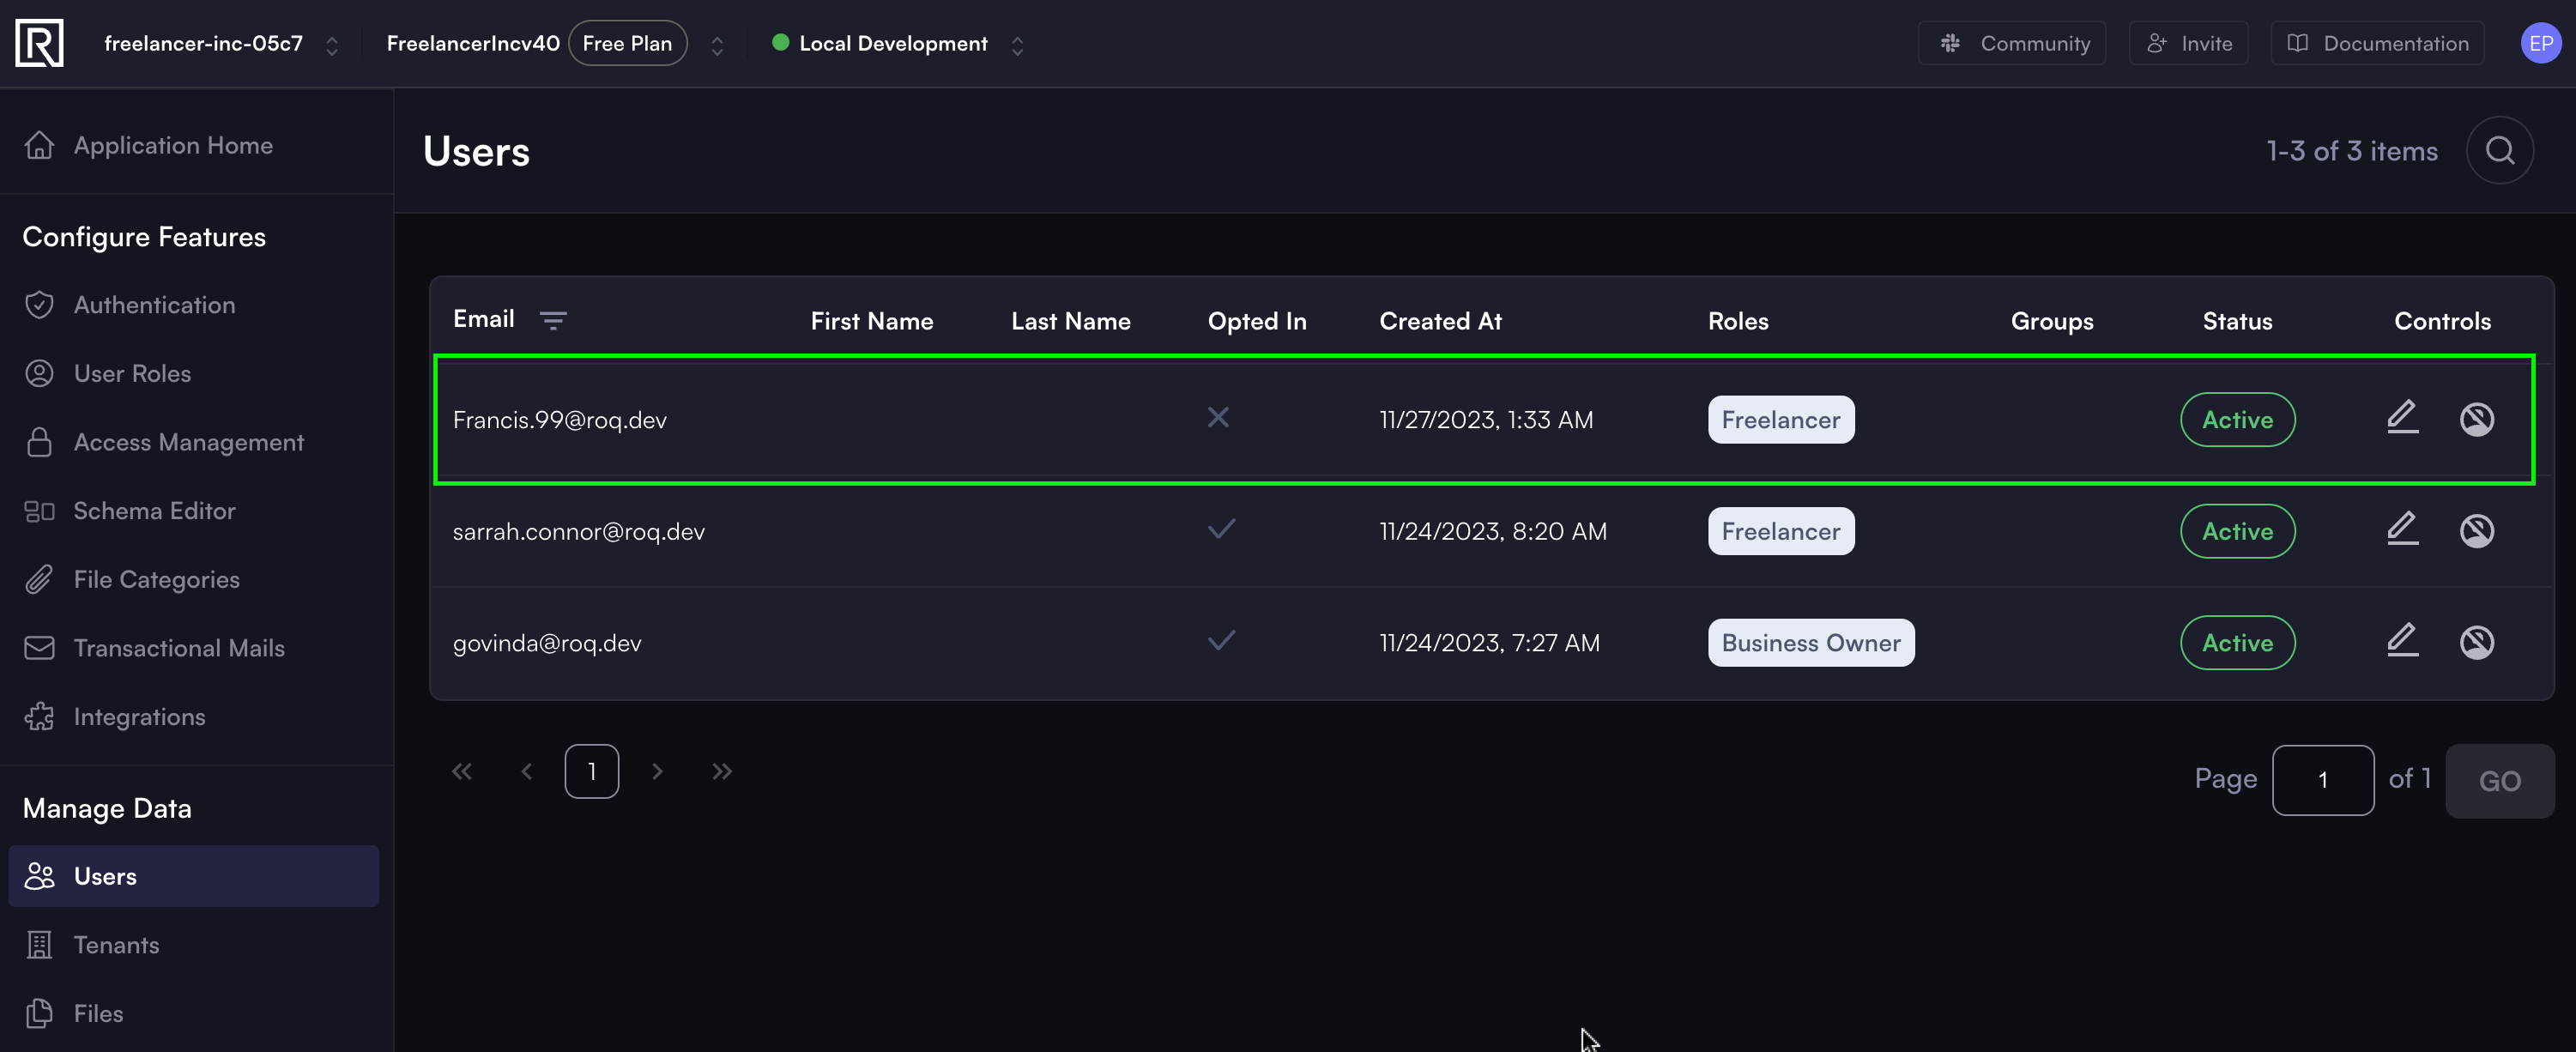 R freelancer-inc-05c7 FreelancerIncv40 Free Plan Local Development Community Invite Documentation EP
Application Home
Configure Features
Authentication
User Roles
Access Management
Schema Editor
File Categories
Transactional Mails
Integrations
Manage Data
Users
Tenants
Files
Users 1-3 of 3 items
Email First Name Last Name Opted In Created At Roles Groups Status Controls
Francis.99@roq.dev 11/27/2023, 1:33 AM Freelancer Active
sarrah.connor@roq.dev 11/24/2023, 8:20 AM Freelancer Active
govinda@roq.dev 11/24/2023, 7:27 AM Business Owner Active
1 Page 1 of 1 GO